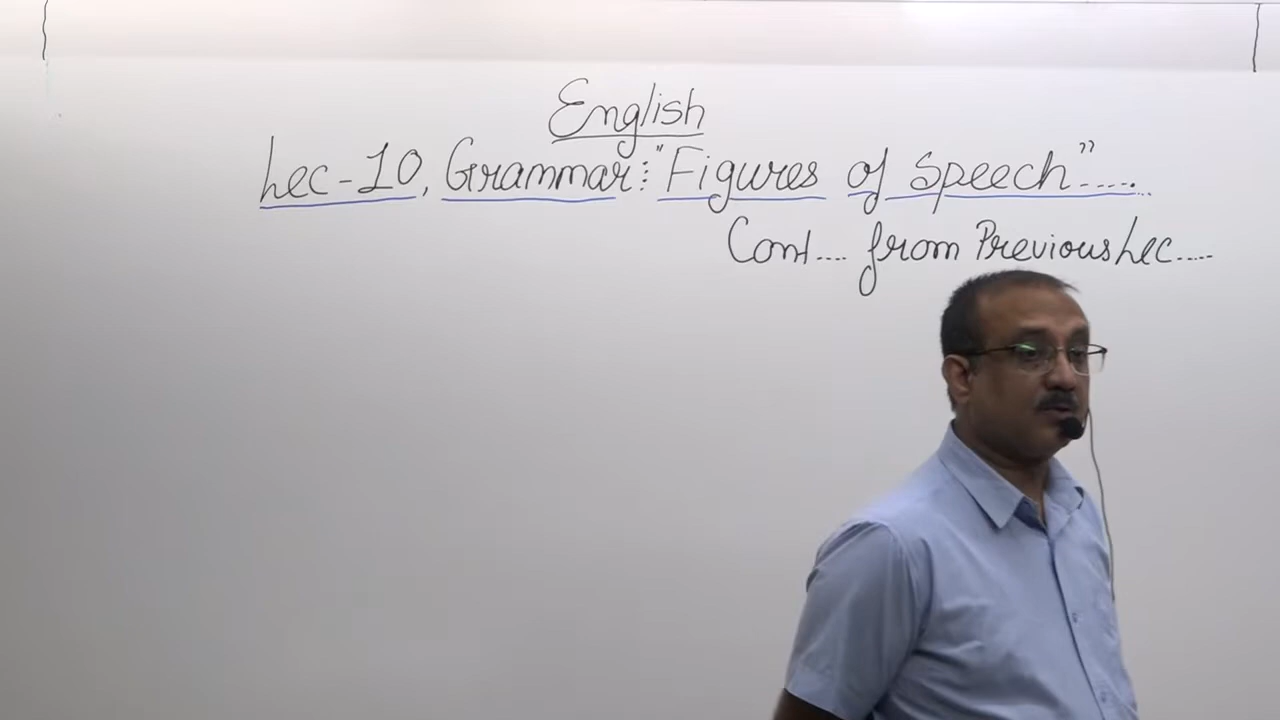 English
Lec-10, Grammar: "Figures of Speech".....
Cont.... from Previous Lec.....